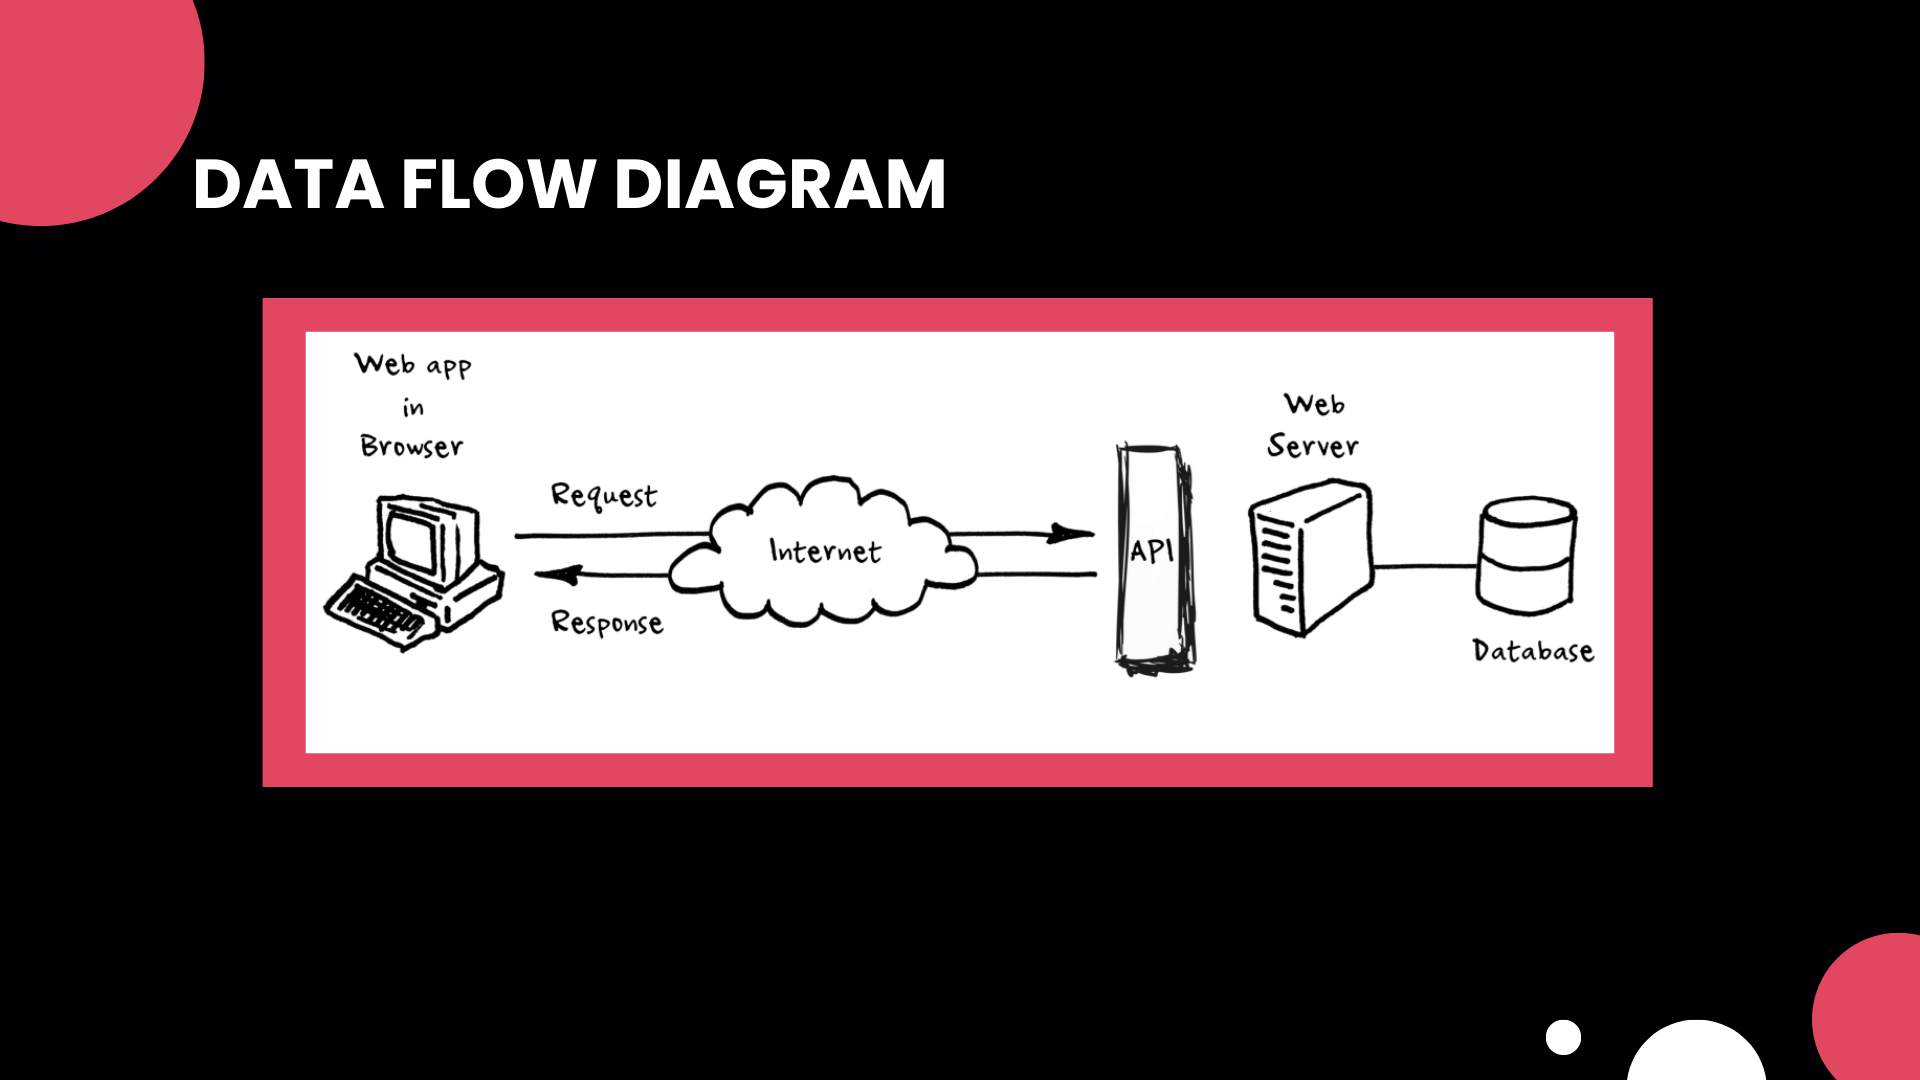 DATA FLOW DIAGRAM
Web app
in
Browser
Request
Response
Internet
API
Web
Server
Database